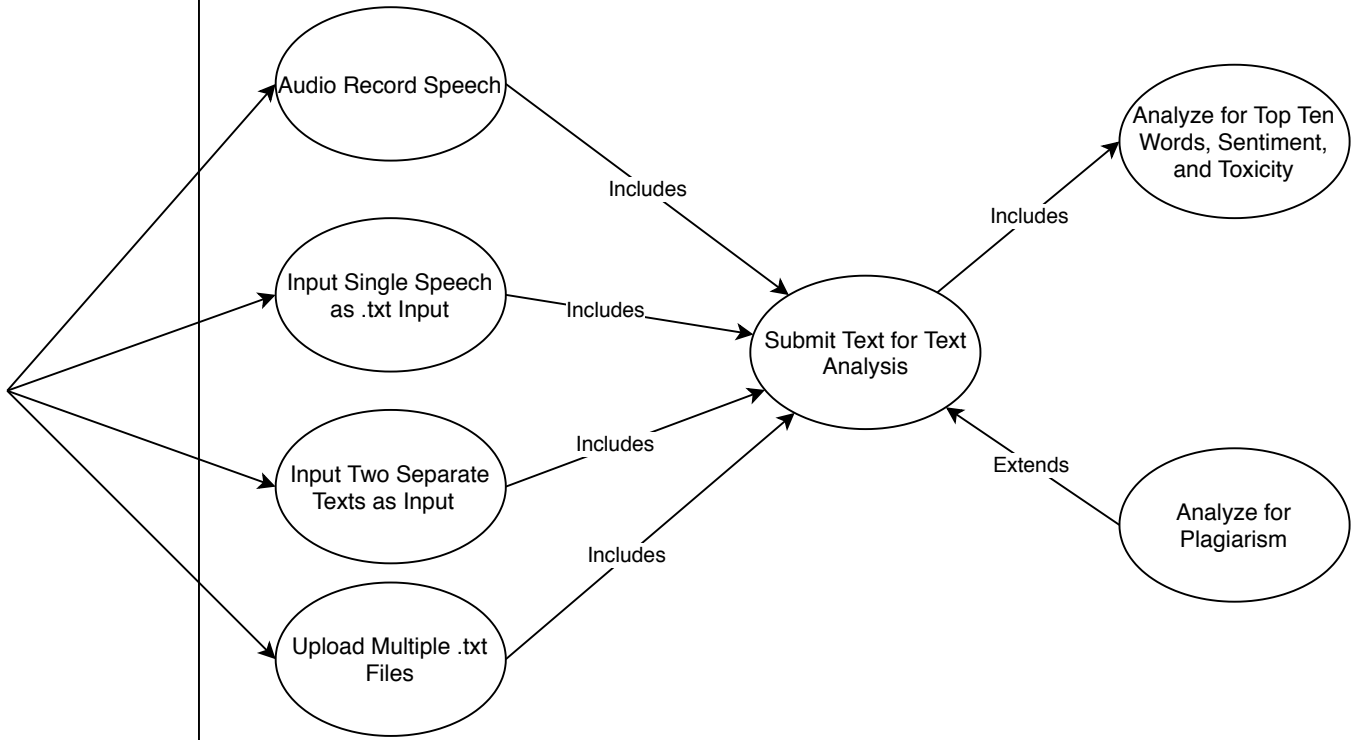 Audio Record Speech
Includes
Input Single Speech
as .txt Input
Includes
Input Two Separate
Texts as Input
Includes
Upload Multiple .txt
Files
Includes
Submit Text for Text
Analysis
Includes
Analyze for Top Ten
Words, Sentiment,
and Toxicity
Extends
Analyze for
Plagiarism